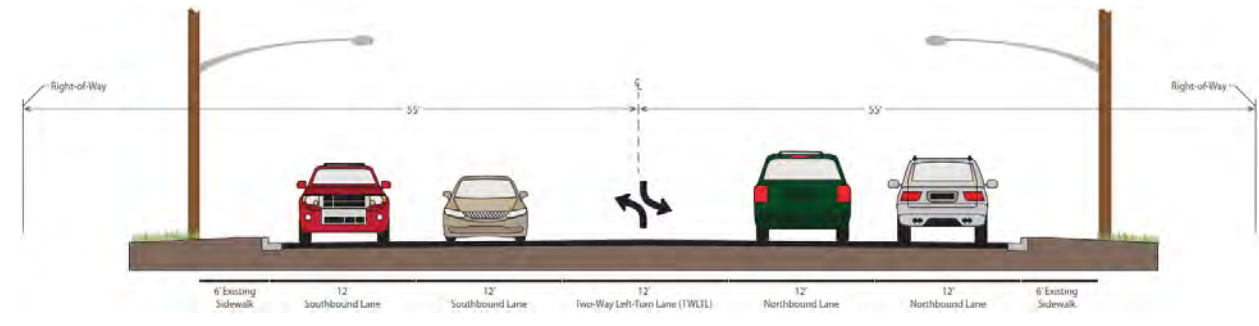 Right-of-Way
Right-of-Way
℄
55'
55'
6' Existing
Sidewalk
12'
Southbound Lane
12'
Southbound Lane
12'
Two-Way Left-Turn Lane (TWLTL)
12'
Northbound Lane
12'
Northbound Lane
6' Existing
Sidewalk